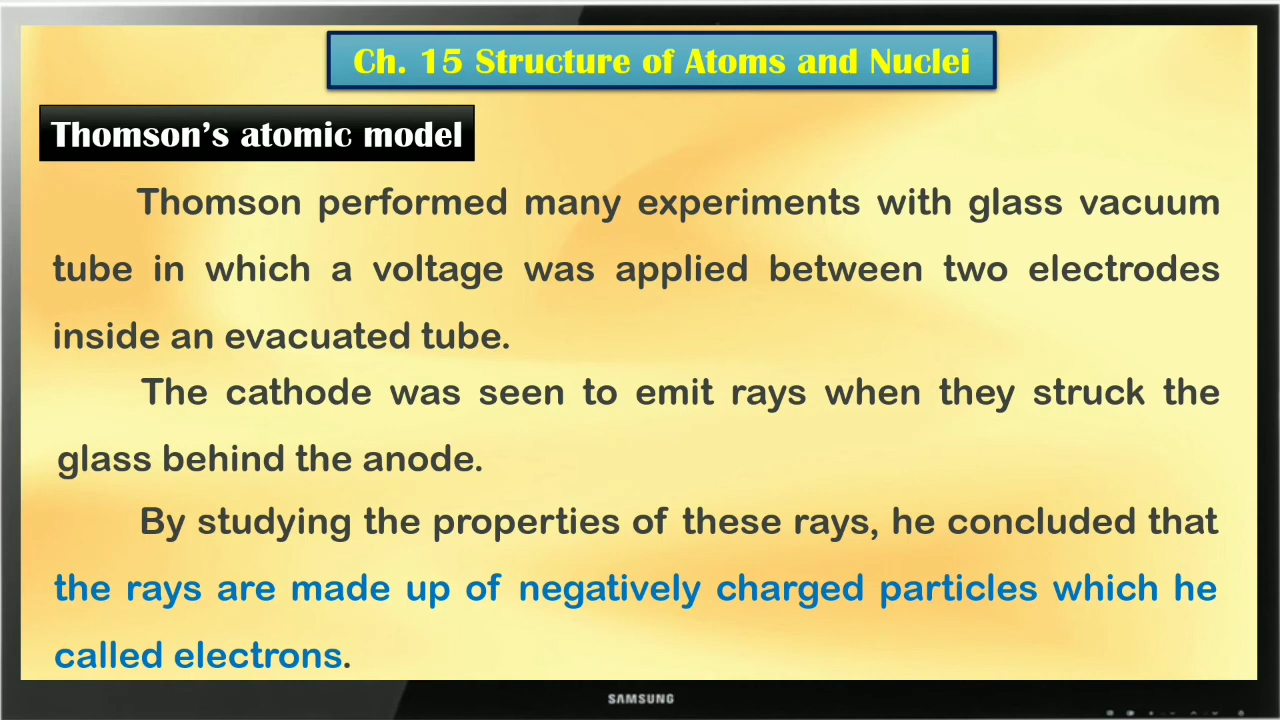 Ch. 15 Structure of Atoms and Nuclei
Thomson's atomic model
Thomson performed many experiments with glass vacuum
tube in which a voltage was applied between two electrodes
inside an evacuated tube.
The cathode was seen to emit rays when they struck the
glass behind the anode.
By studying the properties of these rays, he concluded that
the rays are made up of negatively charged particles which he
called electrons.
SAMSUNG